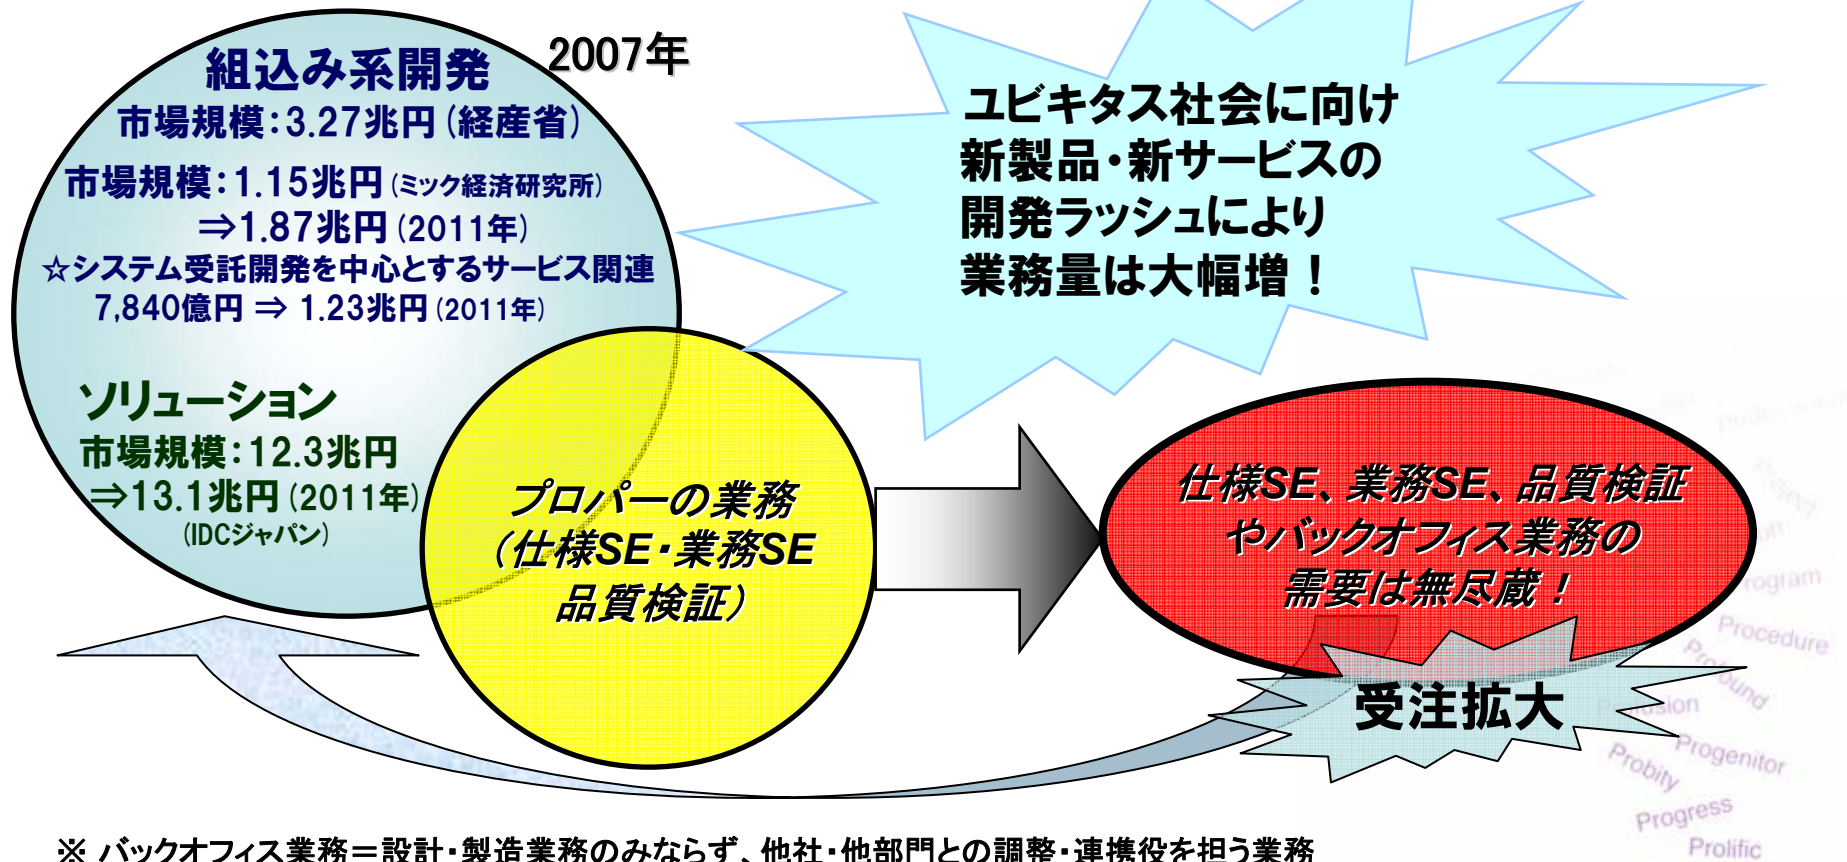 組込み系開発
2007年
市場規模：3.27兆円（経産省）
市場規模：1.15兆円（ミック経済研究所）
⇒1.87兆円（2011年）
☆システム受託開発を中心とするサービス関連
7,840億円 ⇒ 1.23兆円（2011年）
ソリューション
市場規模：12.3兆円
⇒13.1兆円（2011年）
（IDCジャパン）
ユビキタス社会に向け
新製品・新サービスの
開発ラッシュにより
業務量は大幅増！
プロパーの業務
（仕様SE・業務SE
品質検証）
仕様SE、業務SE、品質検証
やバックオフィス業務の
需要は無尽蔵！
受注拡大
Project
Procedure
Profound
Progenitor
Probity
Progress
Prolific
※ バックオフィス業務＝設計・製造業務のみならず、他社・他部門との調整・連携役を担う業務